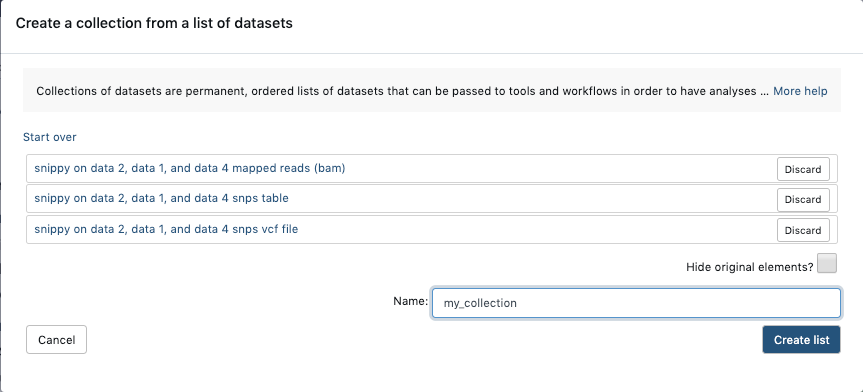 Create a collection from a list of datasets
Collections of datasets are permanent, ordered lists of datasets that can be passed to tools and workflows in order to have analyses ... More help
Start over
snippy on data 2, data 1, and data 4 mapped reads (bam)
Discard
snippy on data 2, data 1, and data 4 snps table
Discard
snippy on data 2, data 1, and data 4 snps vcf file
Discard
Hide original elements?
Name: my_collection
Cancel
Create list